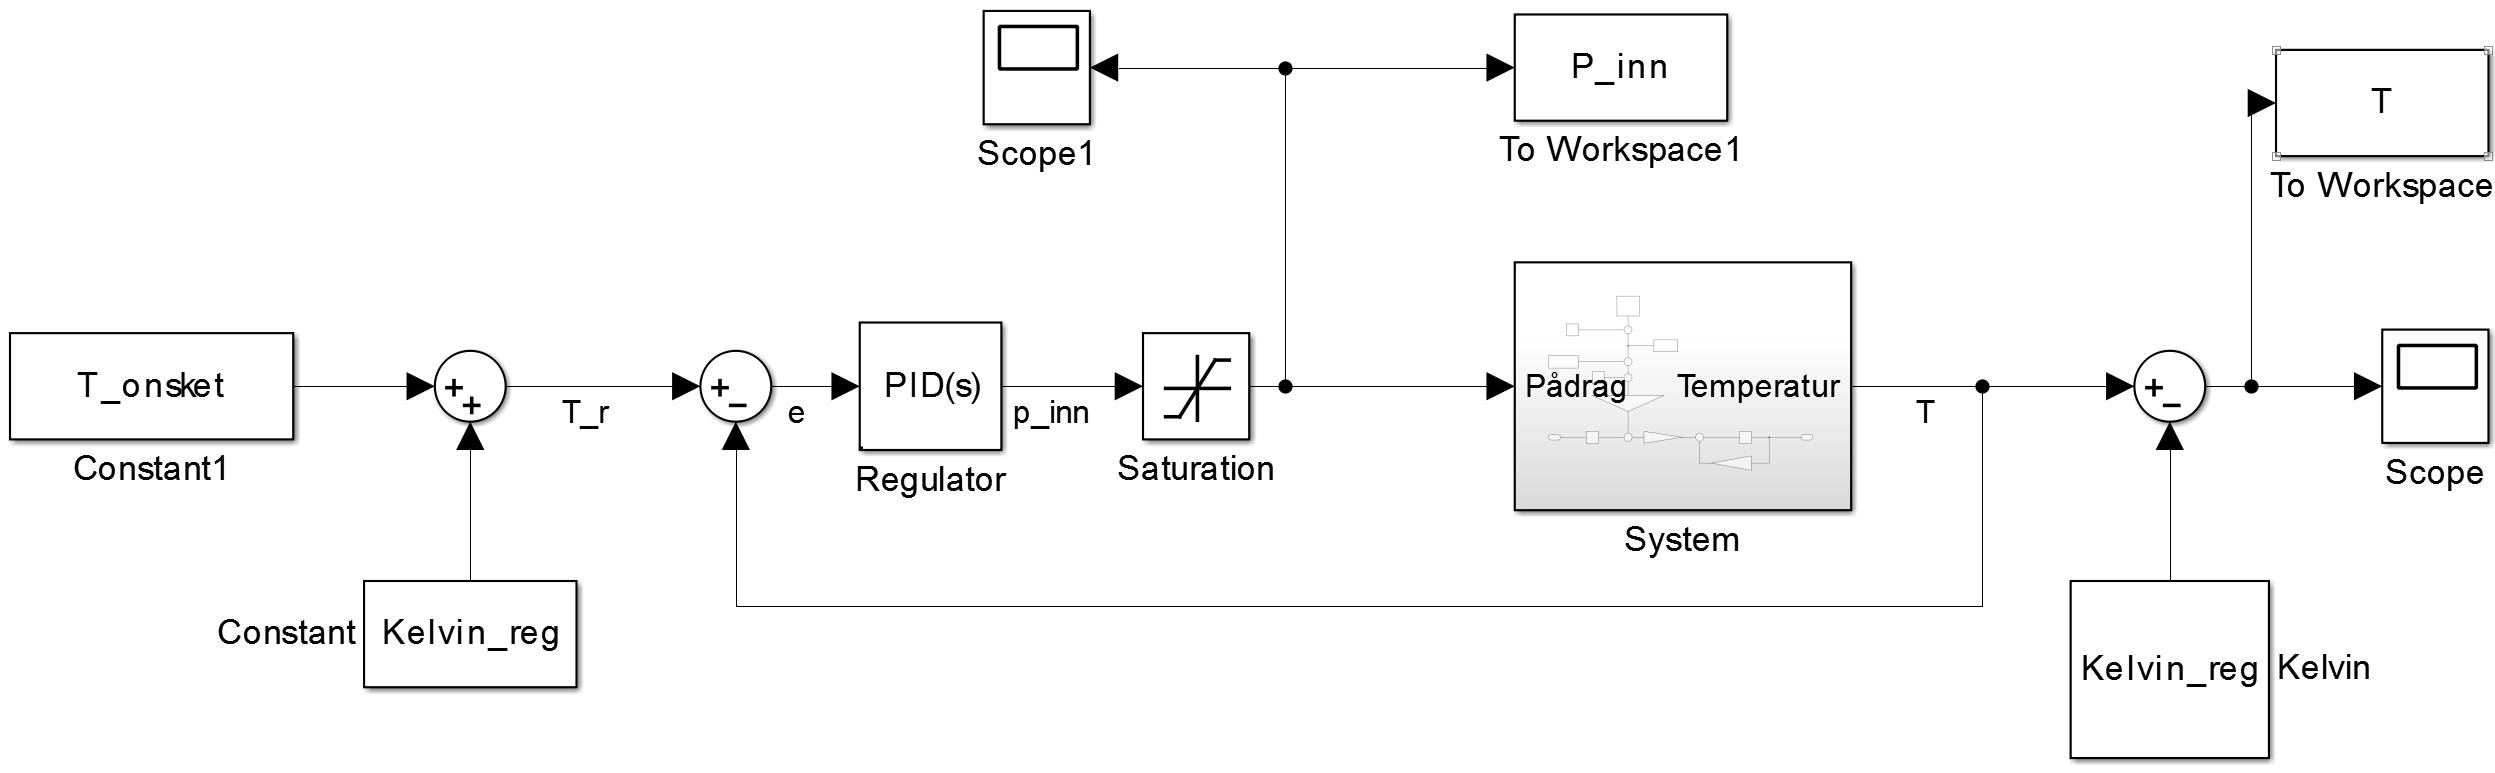 P_inn
T
Scope1
To Workspace1
To Workspace
T_onsket
+
+
T_r
+
−
e
PID(s)
p_inn
Pådrag
Temperatur
T
+
−
Constant1
Regulator
Saturation
System
Scope
Constant
Kelvin_reg
Kelvin_reg
Kelvin